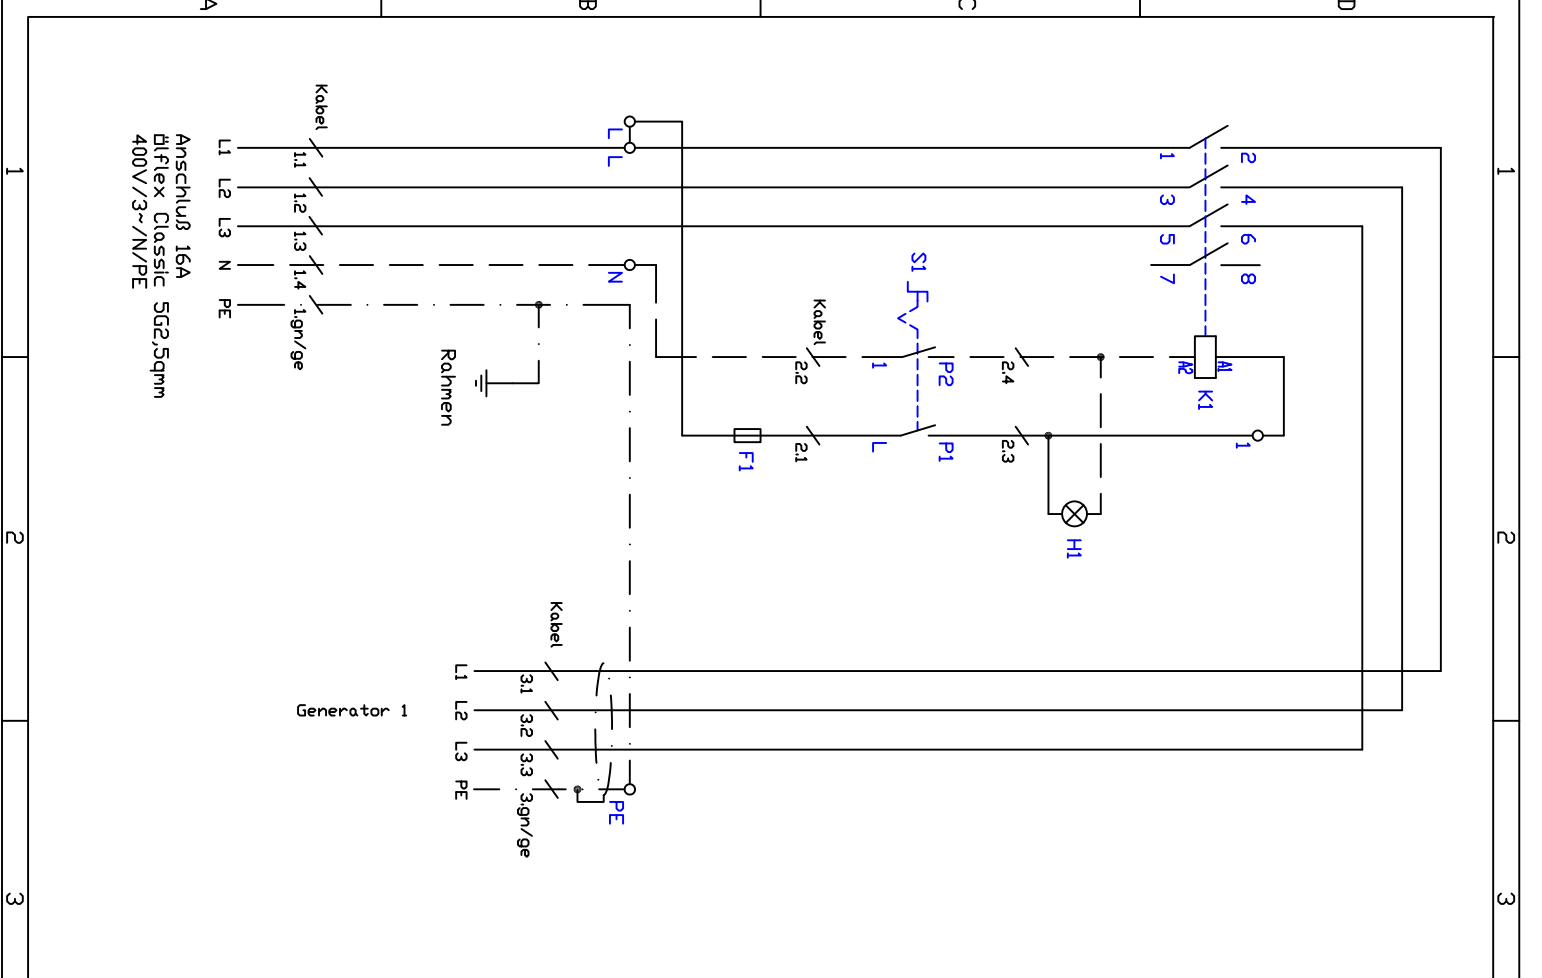 A
B
C
D
1
2
3
1
2
3
Kabel
Anschluß 16A
Ölflex Classic 5G2,5qmm
400V/3~/N/PE
L1
L2
L3
N
PE
1.1
1.2
1.3
1.4
1.gn/ge
L
L
N
Rahmen
1
2
3
4
5
6
7
8
S1
Kabel
2.2
1
P2
2.4
A2
A1
K1
F1
2.1
L
P1
2.3
1
H1
Kabel
Generator 1
L1
L2
L3
PE
3.1
3.2
3.3
3.gn/ge
PE